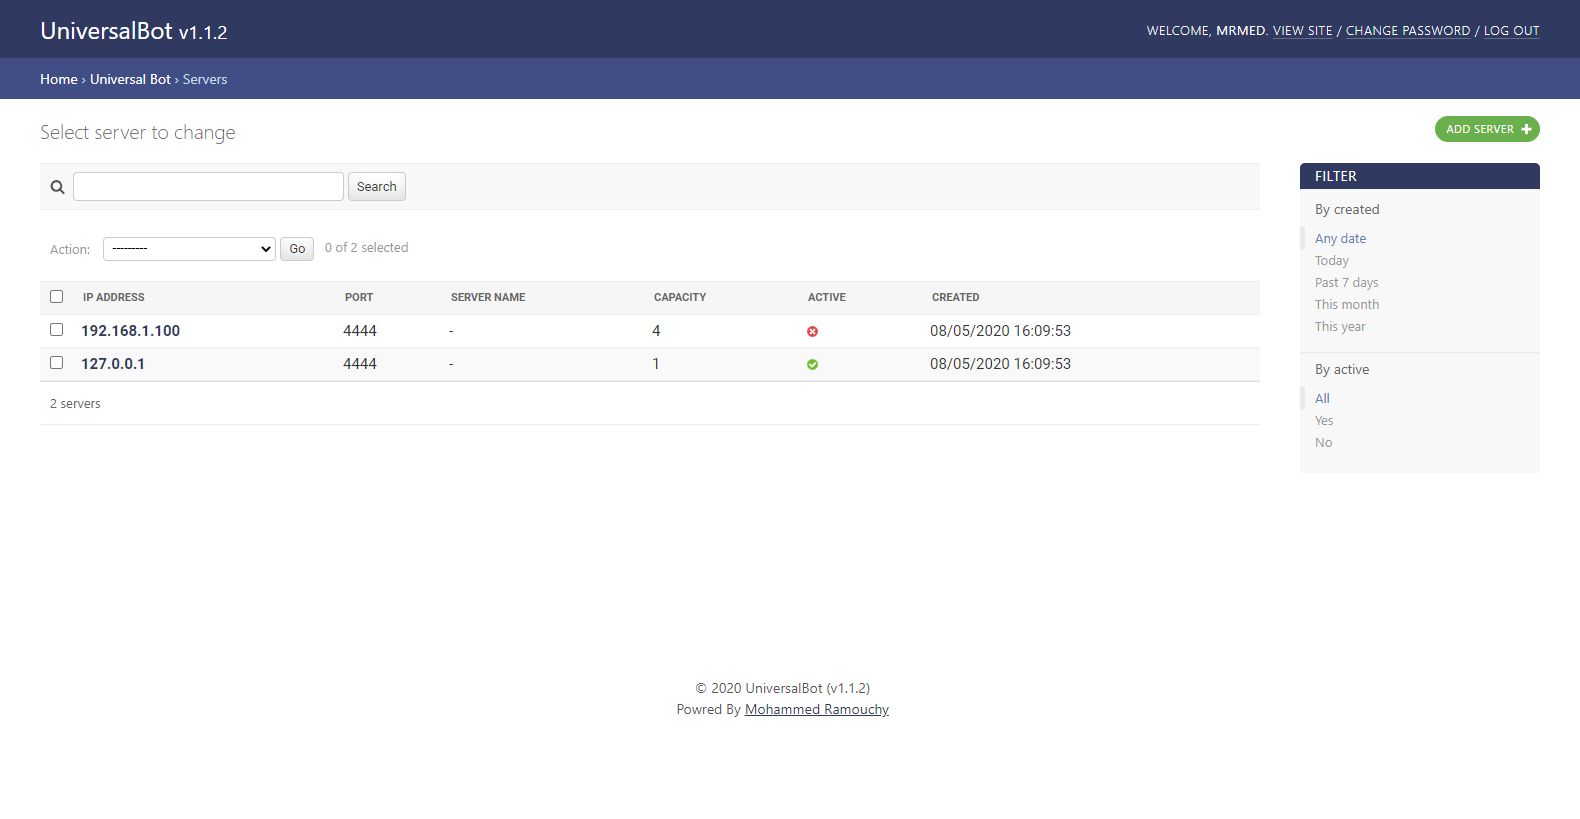 UniversalBot v1.1.2
WELCOME, MRMED. VIEW SITE / CHANGE PASSWORD / LOG OUT
Home › Universal Bot › Servers
Select server to change
ADD SERVER
Search
Action: --------- Go 0 of 2 selected
IP ADDRESS PORT SERVER NAME CAPACITY ACTIVE CREATED
192.168.1.100 4444 - 4 08/05/2020 16:09:53
127.0.0.1 4444 - 1 08/05/2020 16:09:53
2 servers
FILTER
By created
Any date
Today
Past 7 days
This month
This year
By active
All
Yes
No
© 2020 UniversalBot (v1.1.2)
Powred By Mohammed Ramouchy